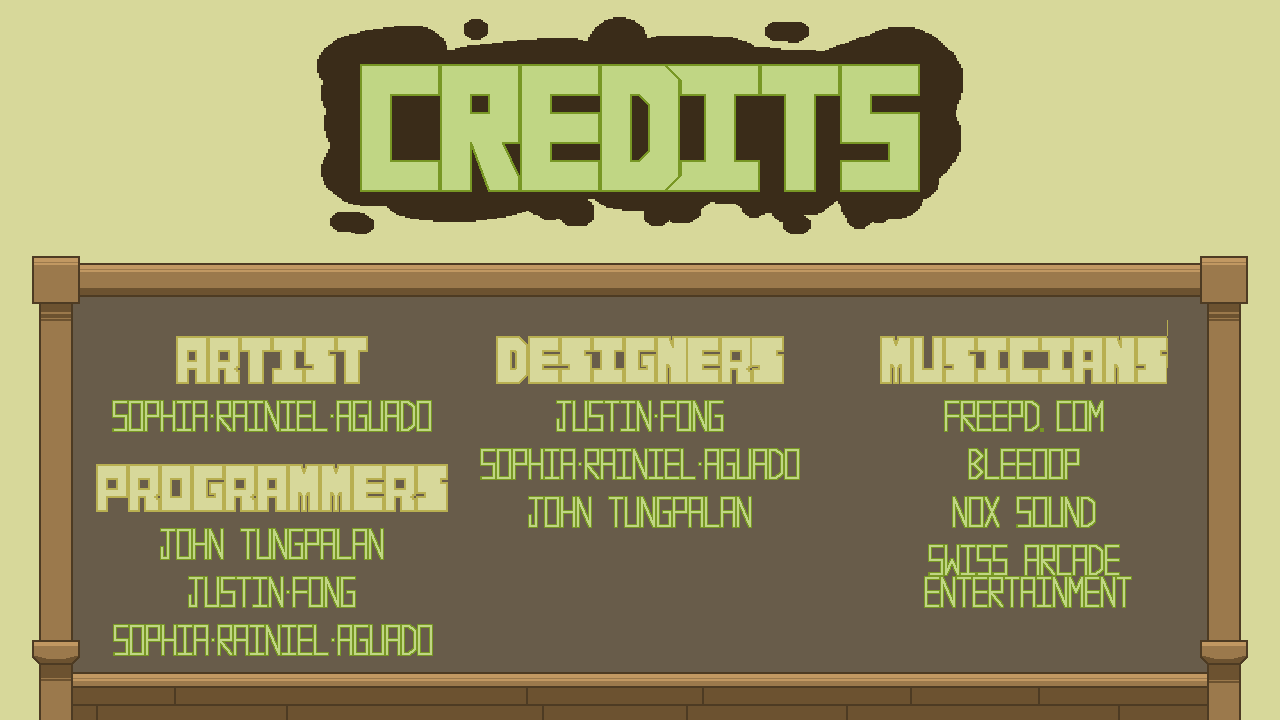 CREDITS
ARTIST
SOPHIA·RAINIEL·AGUADO
PROGRAMMERS
JOHN TUNGPALAN
JUSTIN·FONG
SOPHIA·RAINIEL·AGUADO
DESIGNERS
JUSTIN·FONG
SOPHIA·RAINIEL·AGUADO
JOHN TUNGPALAN
MUSICIANS
FREEPD. COM
BLEEOOP
NOX SOUND
SWISS ARCADE
ENTERTAINMENT